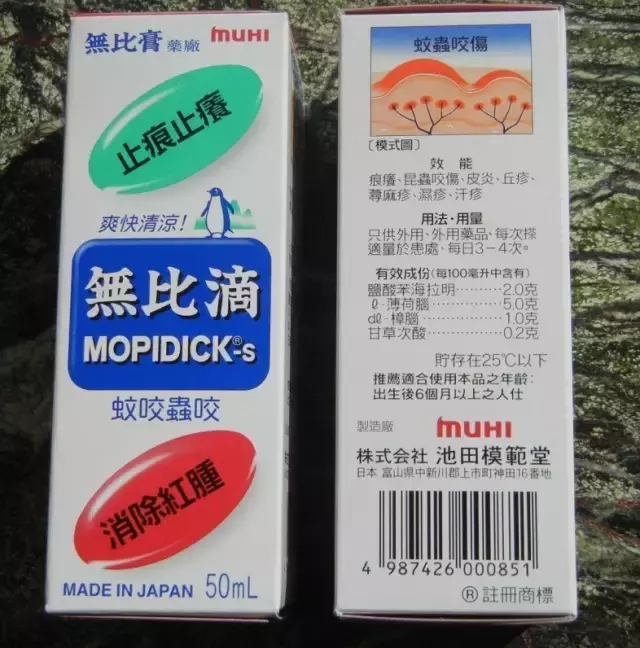 無比膏 藥廠 MUHI
止痕止癢
爽快清涼!
無比滴
MOPIDICK®-s
蚊咬蟲咬
消除紅腫
MADE IN JAPAN 50mL
蚊蟲咬傷
〔模式圖〕
效 能
痕癢、昆蟲咬傷、皮炎、丘疹、
蕁麻疹、濕疹、汗疹
用法・用量
只供外用、外用藥品、每次搽
適量於患處、每日3－4次。
有效成份(每100毫升中含有)
鹽酸苯海拉明………2.0克
ℓ-薄荷腦……………5.0克
dℓ-樟腦………………1.0克
甘草次酸……………0.2克
貯存在25℃以下
推薦適合使用本品之年齡:
出生後6個月以上之人仕
製造廠 MUHI
株式会社 池田模範堂
日本 富山県中新川郡上市町神田16番地
4 987426 000851
®註冊商標